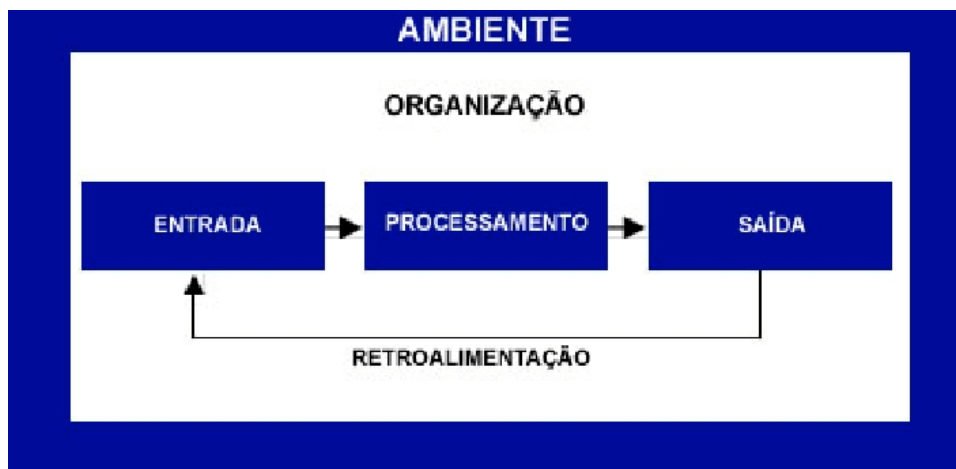 AMBIENTE
ORGANIZAÇÃO
ENTRADA
PROCESSAMENTO
SAÍDA
RETROALIMENTAÇÃO